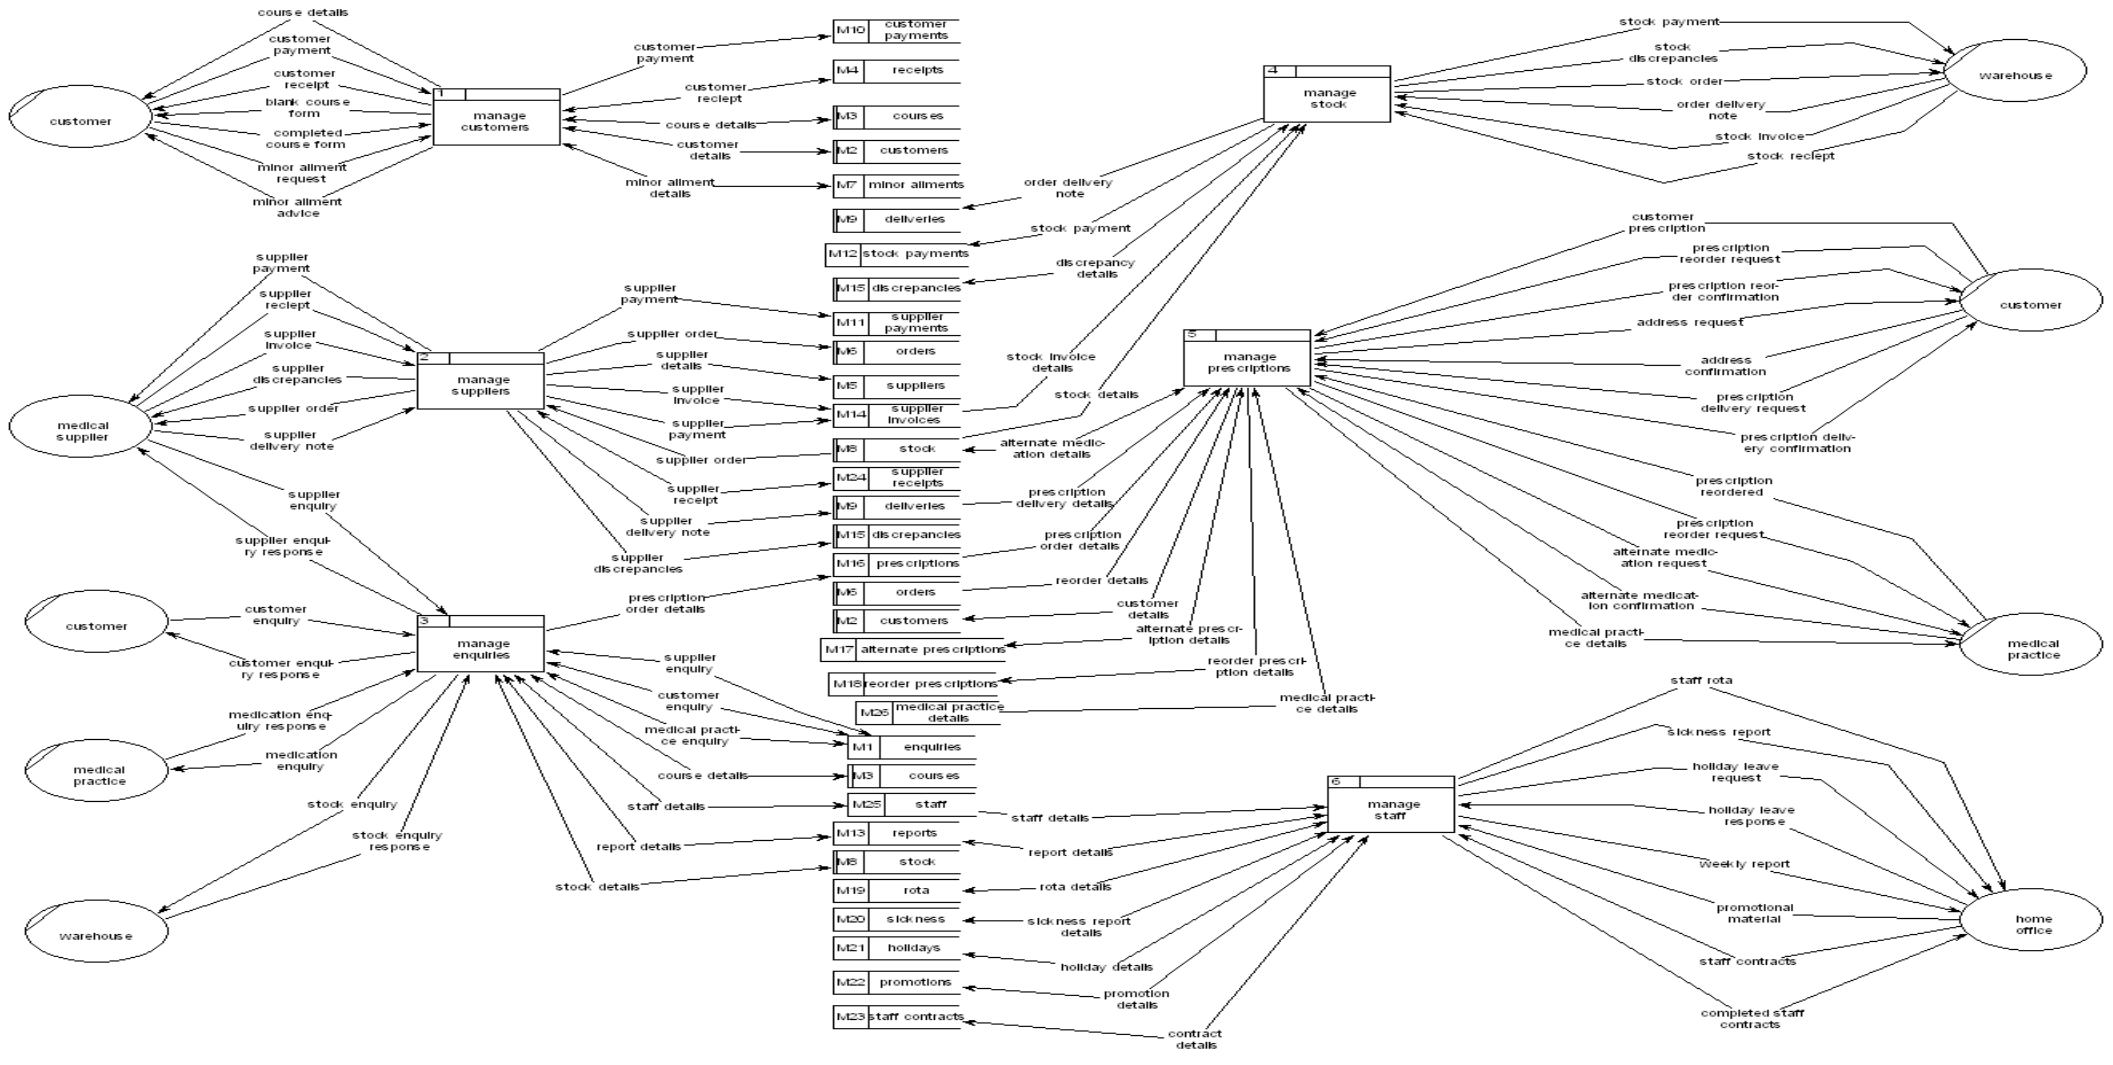 course details
customer
payment
customer
receipt
blank course
form
completed
course form
minor ailment
request
minor ailment
advice
customer
1
manage
customers
customer
payment
customer
reciept
course details
customer
details
minor ailment
details
M10
customer
payments
M4
receipts
M3
courses
M2
customers
M7
minor ailments
M9
deliveries
M12
stock payments
M15
discrepancies
M11
supplier
payments
M6
orders
M5
suppliers
M14
supplier
invoices
M8
stock
M24
supplier
receipts
M9
deliveries
M15
discrepancies
M16
prescriptions
M6
orders
M2
customers
M17
alternate prescriptions
M18
reorder prescriptions
M26
medical practice
details
M1
enquiries
M3
courses
M25
staff
M13
reports
M8
stock
M19
rota
M20
sickness
M21
holidays
M22
promotions
M23
staff contracts
supplier
payment
supplier
reciept
supplier
invoice
supplier
discrepancies
supplier order
supplier
delivery note
medical
supplier
2
manage
suppliers
supplier
payment
supplier order
supplier
details
supplier
invoice
supplier
payment
supplier order
supplier
receipt
supplier
delivery note
supplier
discrepancies
supplier
enquiry
supplier enqui-
ry response
customer
customer
enquiry
customer enqui-
ry response
3
manage
enquiries
medication enq-
uiry response
medication
enquiry
medical
practice
stock enquiry
stock enquiry
response
warehouse
prescription
order details
supplier
enquiry
customer
enquiry
medical practi-
ce enquiry
course details
staff details
report details
stock details
4
manage
stock
stock payment
stock
discrepancies
stock order
order delivery
note
stock invoice
stock reciept
warehouse
order delivery
note
stock payment
discrepancy
details
stock invoice
details
stock details
5
manage
prescriptions
customer
prescription
prescription
reorder request
prescription reor-
der confirmation
address request
address
confirmation
prescription
delivery request
prescription deliv-
ery confirmation
customer
prescription
reordered
prescription
reorder request
alternate medic-
ation request
alternate medicat-
ion confirmation
medical practi-
ce details
medical
practice
alternate medic-
ation details
prescription
delivery details
prescription
order details
reorder details
customer
details
alternate prescr-
iption details
reorder prescri-
ption details
medical practi-
ce details
6
manage
staff
staff rota
sickness report
holiday leave
request
holiday leave
response
weekly report
promotional
material
staff contracts
completed staff
contracts
home
office
staff details
report details
rota details
sickness report
details
holiday details
promotion
details
contract
details